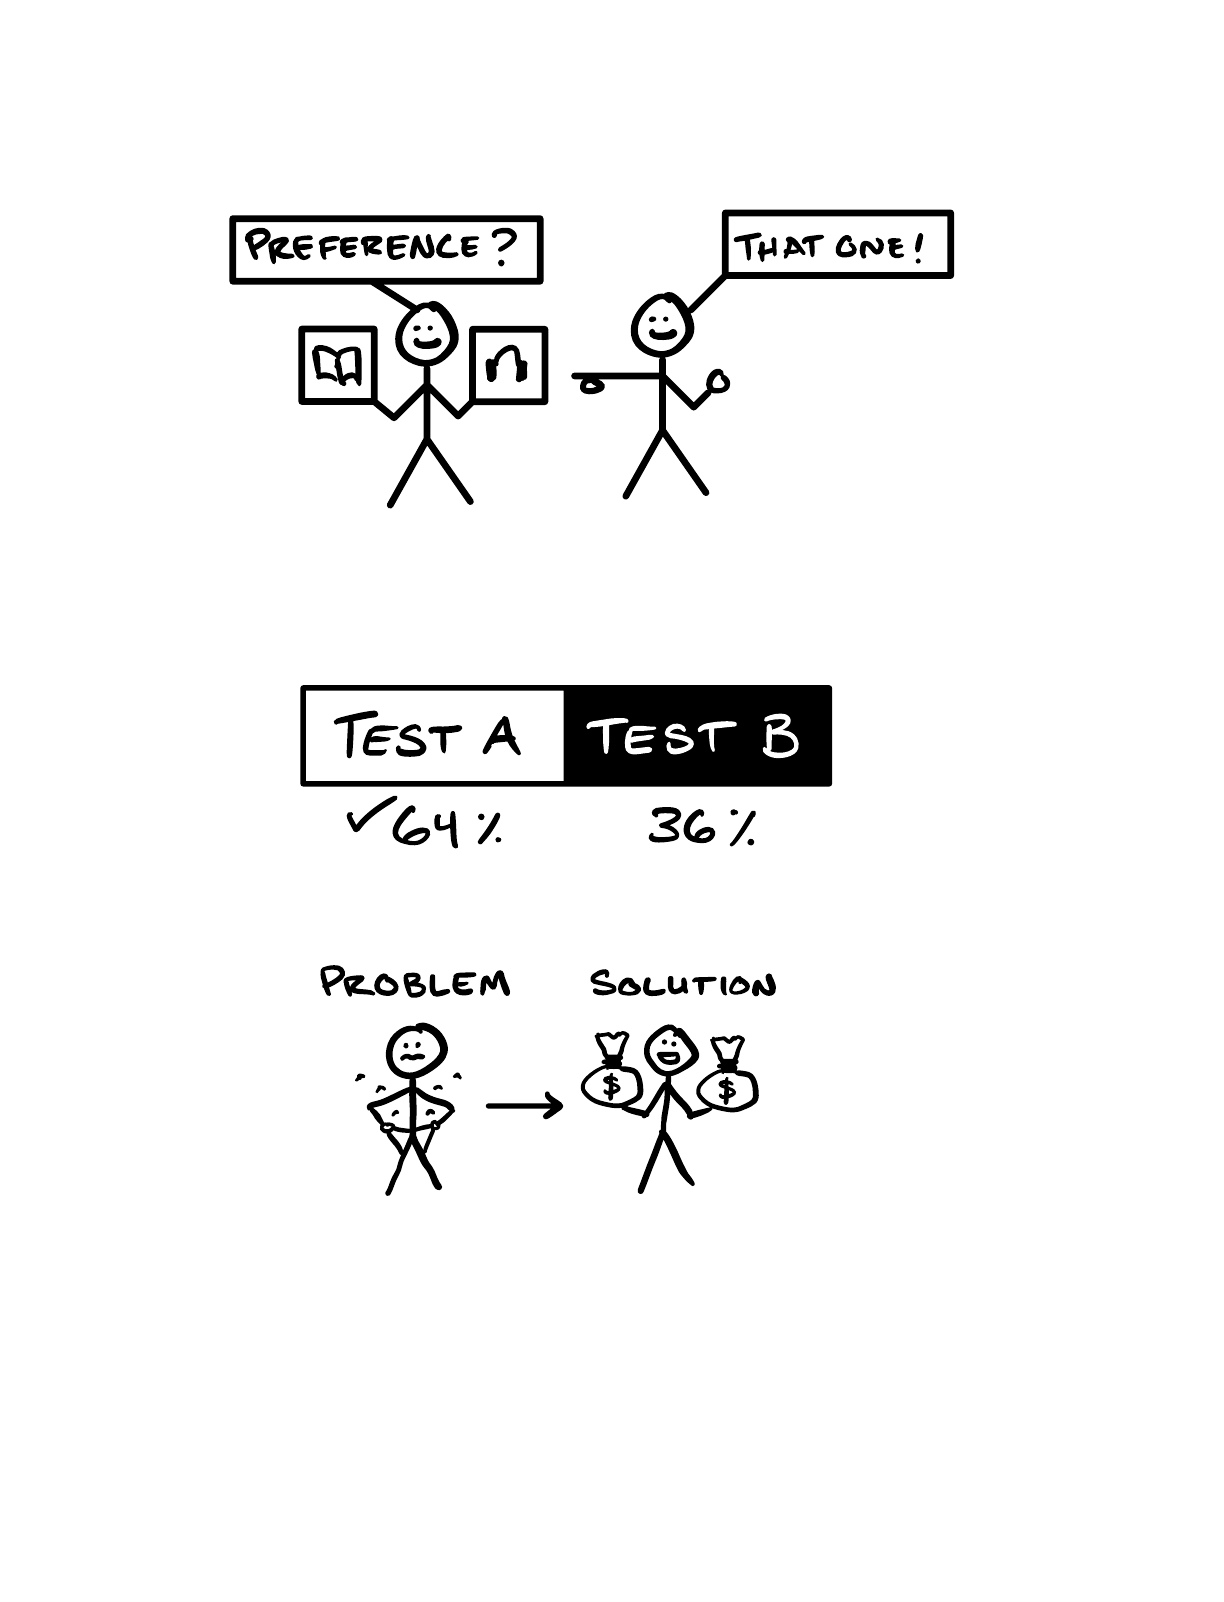 PREFERENCE?
THAT ONE!
TEST A TEST B
✓64% 36%
PROBLEM SOLUTION
$ $